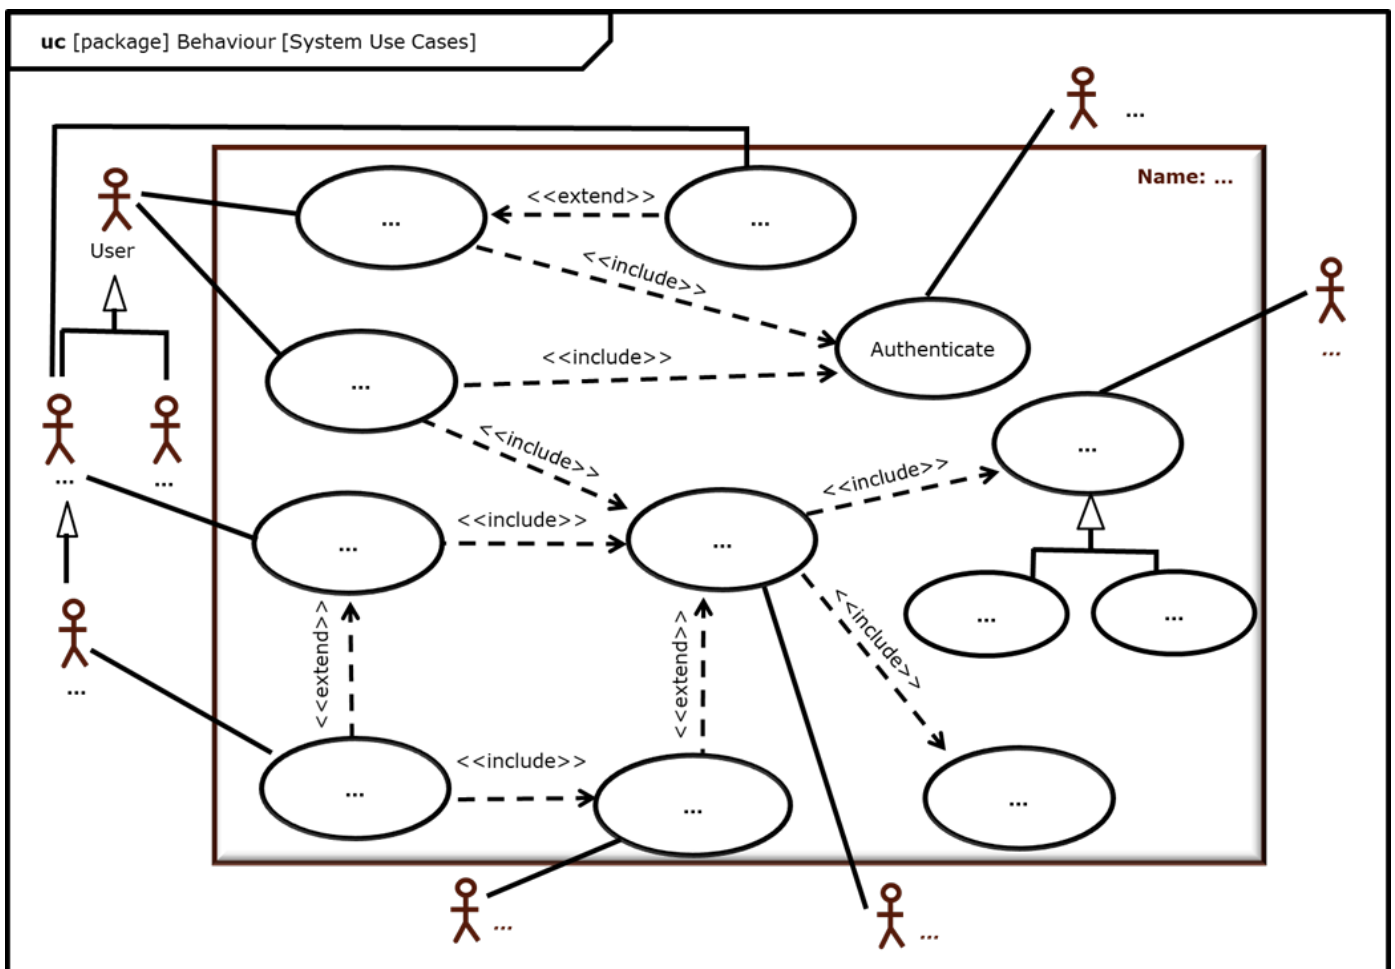 uc [package] Behaviour [System Use Cases]
...
Name: ...
<<extend>>
...
...
User
<<include>>
Authenticate
<<include>>
...
...
<<include>>
...
<<include>>
...
...
<<include>>
...
...
...
...
<<include>>
<<extend>>
<<extend>>
...
<<include>>
...
...
...
...
...